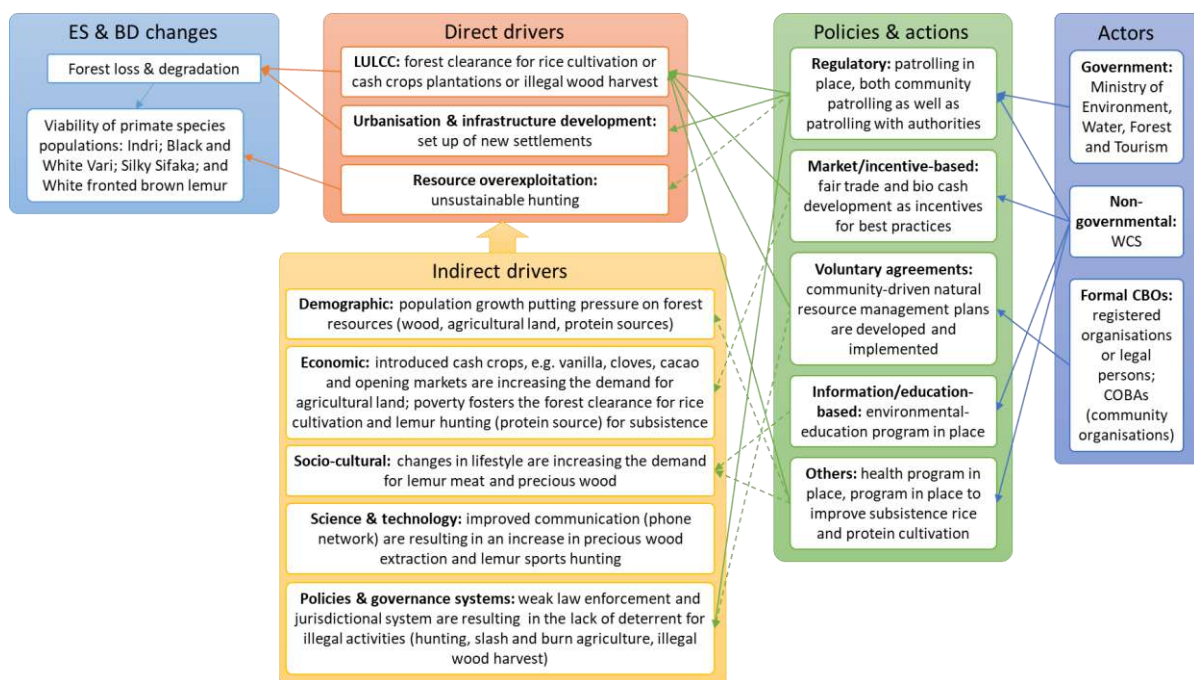 ES & BD changes
Forest loss & degradation
Viability of primate species
populations: Indri; Black and
White Vari; Silky Sifaka; and
White fronted brown lemur
Direct drivers
LULCC: forest clearance for rice cultivation or
cash crops plantations or illegal wood harvest
Urbanisation & infrastructure development:
set up of new settlements
Resource overexploitation:
unsustainable hunting
Indirect drivers
Demographic: population growth putting pressure on forest
resources (wood, agricultural land, protein sources)
Economic: introduced cash crops, e.g. vanilla, cloves, cacao
and opening markets are increasing the demand for
agricultural land; poverty fosters the forest clearance for rice
cultivation and lemur hunting (protein source) for subsistence
Socio-cultural: changes in lifestyle are increasing the demand
for lemur meat and precious wood
Science & technology: improved communication (phone
network) are resulting in an increase in precious wood
extraction and lemur sports hunting
Policies & governance systems: weak law enforcement and
jurisdictional system are resulting in the lack of deterrent for
illegal activities (hunting, slash and burn agriculture, illegal
wood harvest)
Policies & actions
Regulatory: patrolling in
place, both community
patrolling as well as
patrolling with authorities
Market/incentive-based:
fair trade and bio cash
development as incentives
for best practices
Voluntary agreements:
community-driven natural
resource management plans
are developed and
implemented
Information/education-
based: environmental-
education program in place
Others: health program in
place, program in place to
improve subsistence rice
and protein cultivation
Actors
Government:
Ministry of
Environment,
Water, Forest
and Tourism
Non-
governmental:
WCS
Formal CBOs:
registered
organisations
or legal
persons;
COBAs
(community
organisations)